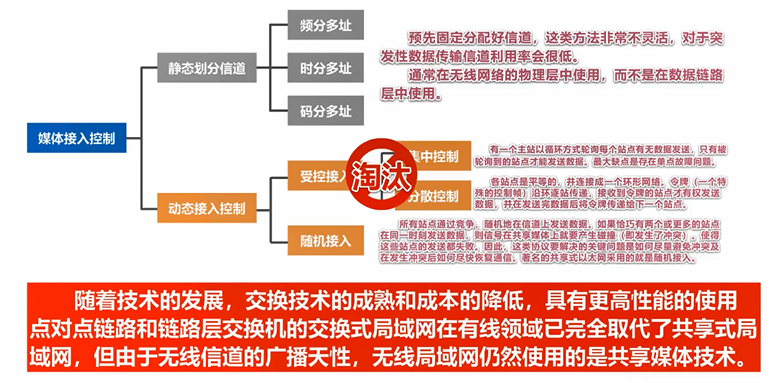 频分多址
时分多址
码分多址
静态划分信道
预先固定分配好信道，这类方法非常不灵活，对于突
发性数据传输信道利用率会很低。
通常在无线网络的物理层中使用，而不是在数据链路
层中使用。
媒体接入控制
动态接入控制
受控接入
淘汰
集中控制
有一个主站以循环方式轮询每个站点有无数据发送，只有被
轮询到的站点才能发送数据。最大缺点是存在单点故障问题。
分散控制
各站点是平等的，并连接成一个环形网络。令牌（一个特
殊的控制帧）沿环逐站传递，接收到令牌的站点才有权发送
数据，并在发送完数据后将令牌传递给下一个站点。
随机接入
所有站点通过竞争，随机地在信道上发送数据。如果恰巧有两个或更多的站点
在同一时刻发送数据，则信号在共享媒体上就要产生碰撞（即发生了冲突），使得
这些站点的发送都失败。因此，这类协议要解决的关键问题是如何尽量避免冲突及
在发生冲突后如何尽快恢复通信。著名的共享式以太网采用的就是随机接入。
随着技术的发展，交换技术的成熟和成本的降低，具有更高性能的使用
点对点链路和链路层交换机的交换式局域网在有线领域已完全取代了共享式局
域网，但由于无线信道的广播天性，无线局域网仍然使用的是共享媒体技术。